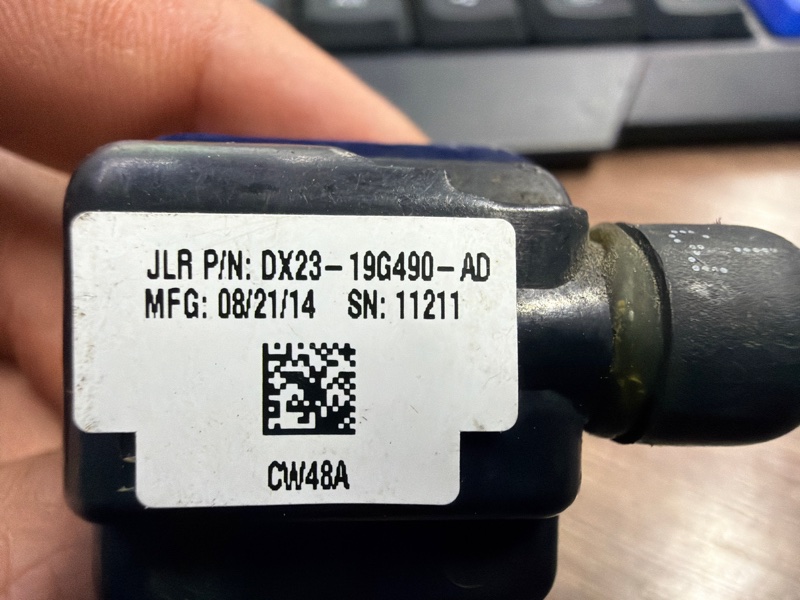 JLR P/N: DX23-19G490-AD
MFG: 08/21/14 SN: 11211
CW48A